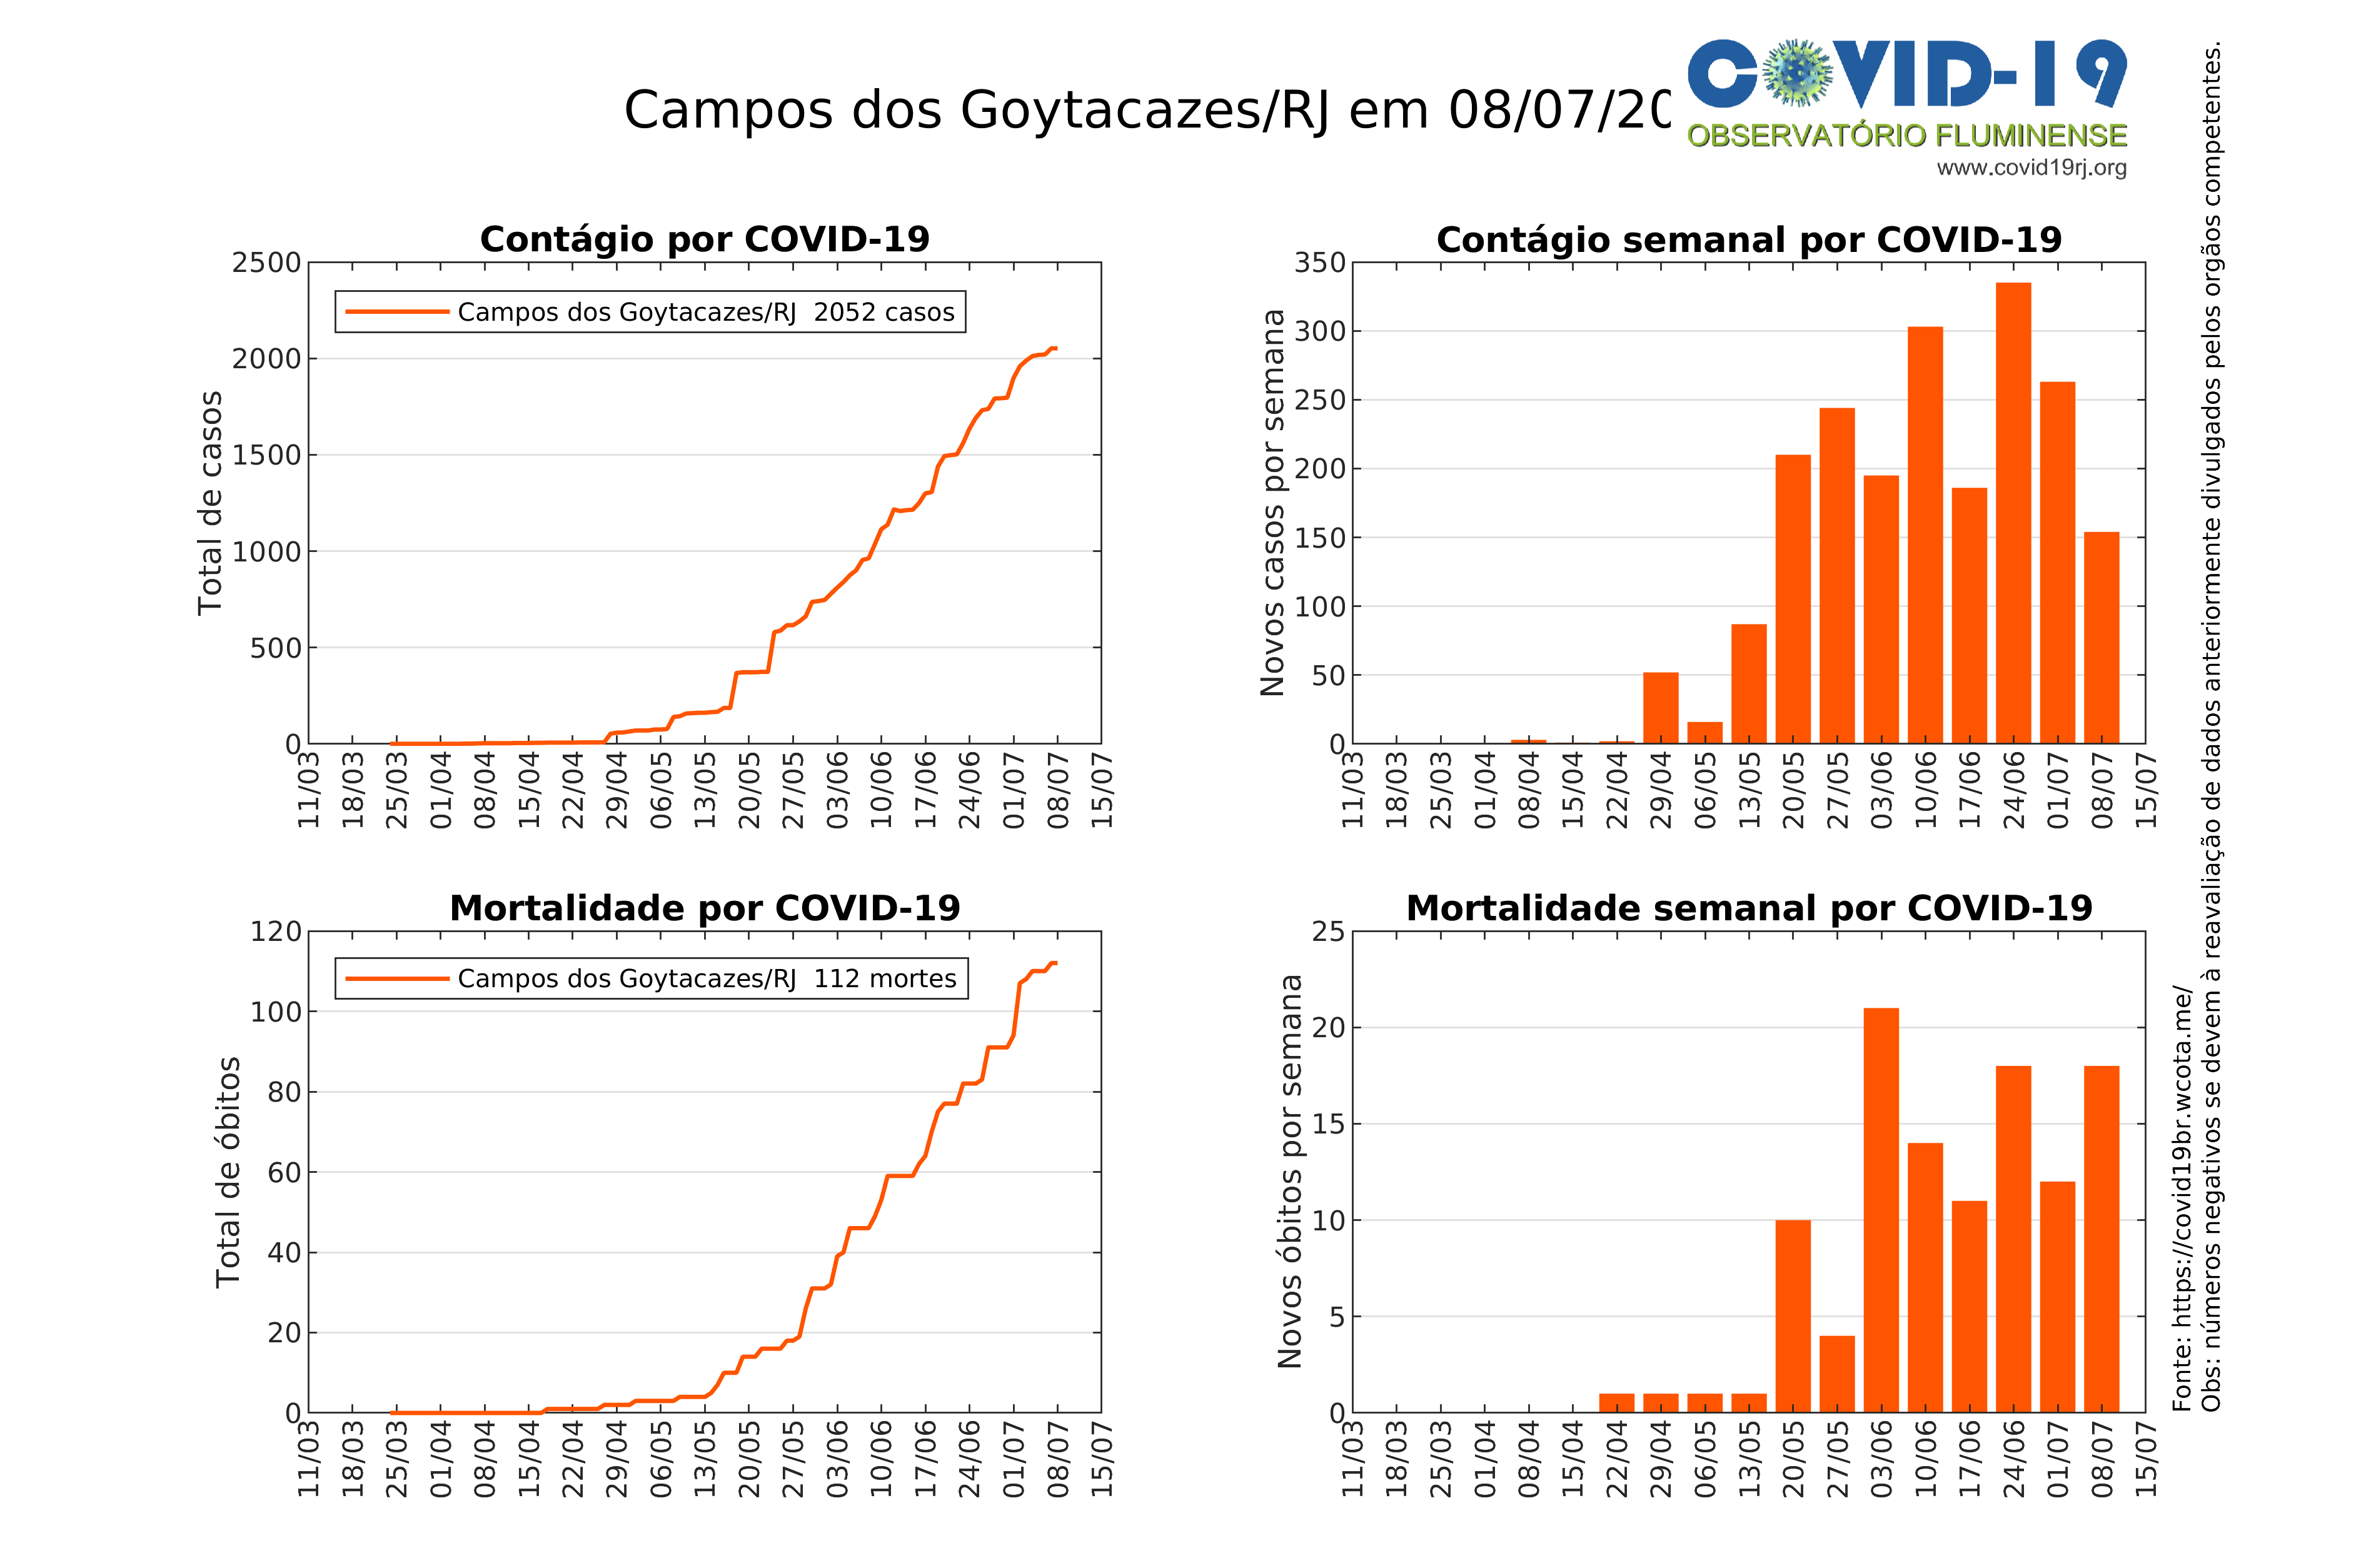 Campos dos Goytacazes/RJ em 08/07/20
COVID-19
OBSERVATÓRIO FLUMINENSE
www.covid19rj.org
Contágio por COVID-19
Total de casos
2500
2000
1500
1000
500
0
Campos dos Goytacazes/RJ 2052 casos
11/03 18/03 25/03 01/04 08/04 15/04 22/04 29/04 06/05 13/05 20/05 27/05 03/06 10/06 17/06 24/06 01/07 08/07 15/07
Contágio semanal por COVID-19
Novos casos por semana
350
300
250
200
150
100
50
0
11/03 18/03 25/03 01/04 08/04 15/04 22/04 29/04 06/05 13/05 20/05 27/05 03/06 10/06 17/06 24/06 01/07 08/07 15/07
Mortalidade por COVID-19
Total de óbitos
120
100
80
60
40
20
0
Campos dos Goytacazes/RJ 112 mortes
11/03 18/03 25/03 01/04 08/04 15/04 22/04 29/04 06/05 13/05 20/05 27/05 03/06 10/06 17/06 24/06 01/07 08/07 15/07
Mortalidade semanal por COVID-19
Novos óbitos por semana
25
20
15
10
5
0
11/03 18/03 25/03 01/04 08/04 15/04 22/04 29/04 06/05 13/05 20/05 27/05 03/06 10/06 17/06 24/06 01/07 08/07 15/07
Fonte: https://covid19br.wcota.me/
Obs: números negativos se devem à reavaliação de dados anteriormente divulgados pelos orgãos competentes.